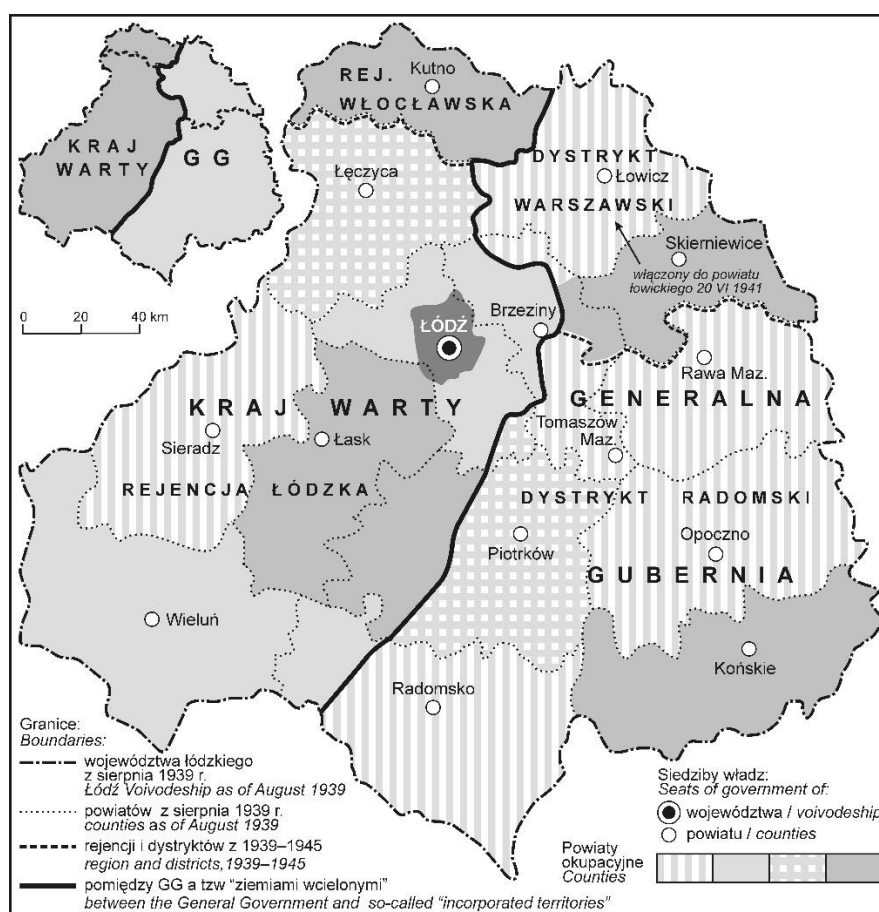 KRAJ
WARTY
GG
REJ.
Kutno
WŁOCŁAWSKA
Łęczyca
DYSTRYKT
Łowicz
WARSZAWSKI
Skierniewice
włączony do powiatu
łowickiego 20 VI 1941
0 20 40 km
ŁÓDŹ
Brzeziny
Rawa Maz.
KRAJ WARTY
GENERALNA
Sieradz
Łask
Tomaszów
Maz.
REJENCJA ŁÓDZKA
DYSTRYKT RADOMSKI
Piotrków
Opoczno
GUBERNIA
Wieluń
Końskie
Radomsko
Granice:
Boundaries:
województwa łódzkiego
z sierpnia 1939 r.
Łódź Voivodeship as of August 1939
powiatów z sierpnia 1939 r.
counties as of August 1939
rejencji i dystryktów z 1939–1945
region and districts, 1939–1945
pomiędzy GG a tzw "ziemiami wcielonymi"
between the General Government and so-called "incorporated territories"
Siedziby władz:
Seats of government of:
województwa / voivodeship
powiatu / counties
Powiaty
okupacyjne
Counties